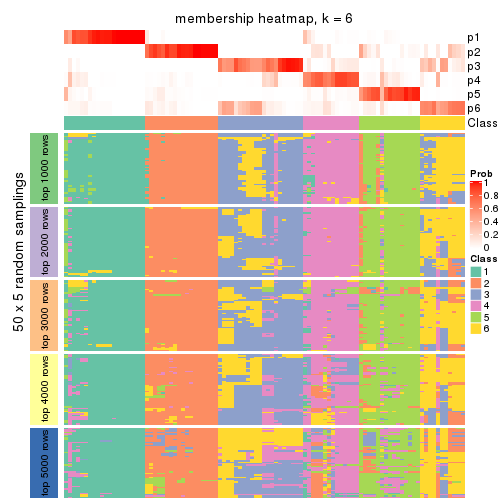 membership heatmap, k = 6
p1
p2
p3
p4
p5
p6
Class
50 x 5 random samplings
top 1000 rows
top 2000 rows
top 3000 rows
top 4000 rows
top 5000 rows
Prob
1
0.8
0.6
0.4
0.2
0
Class
1
2
3
4
5
6